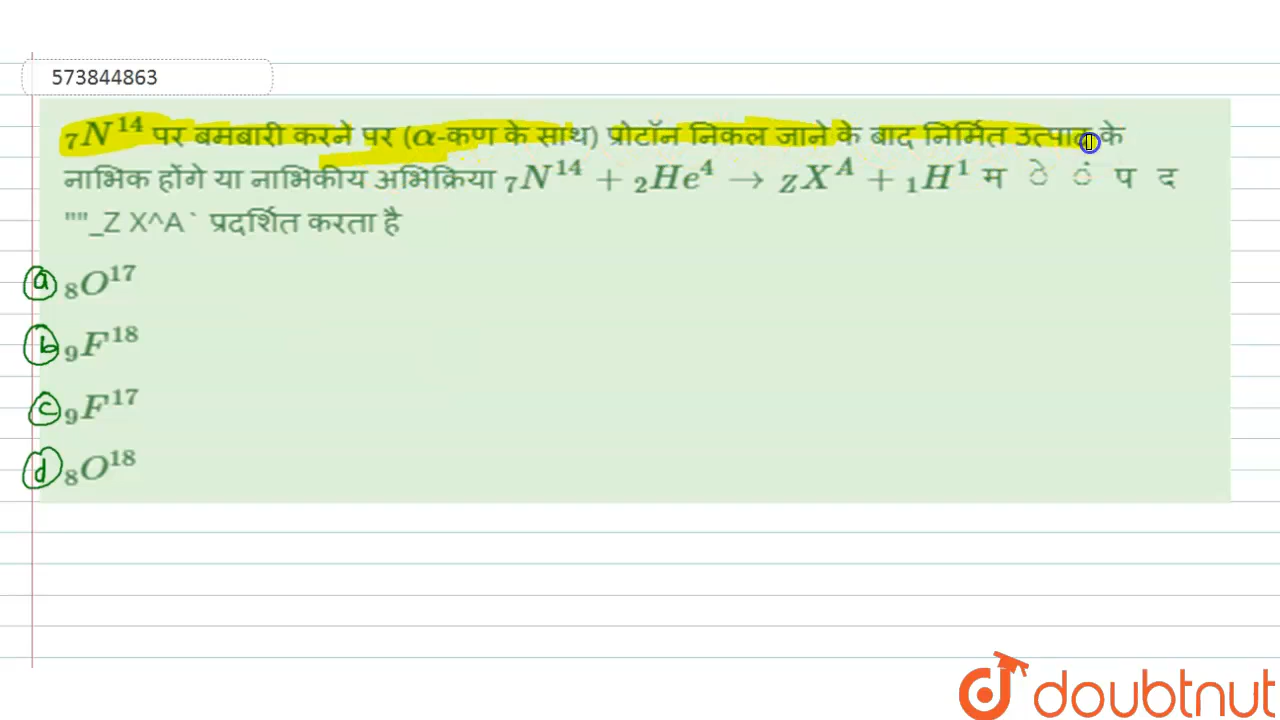 573844863
₇N¹⁴ पर बमबारी करने पर (α-कण के साथ) प्रोटॉन निकल जाने के बाद निर्मित उत्पाद के
नाभिक होंगे या नाभिकीय अभिक्रिया ₇N¹⁴ + ₂He⁴ → _Z X^A + ₁H¹ म े ं प द
""_Z X^A` प्रदर्शित करता है
a ₈O¹⁷
b ₉F¹⁸
c ₉F¹⁷
d ₈O¹⁸
doubtnut